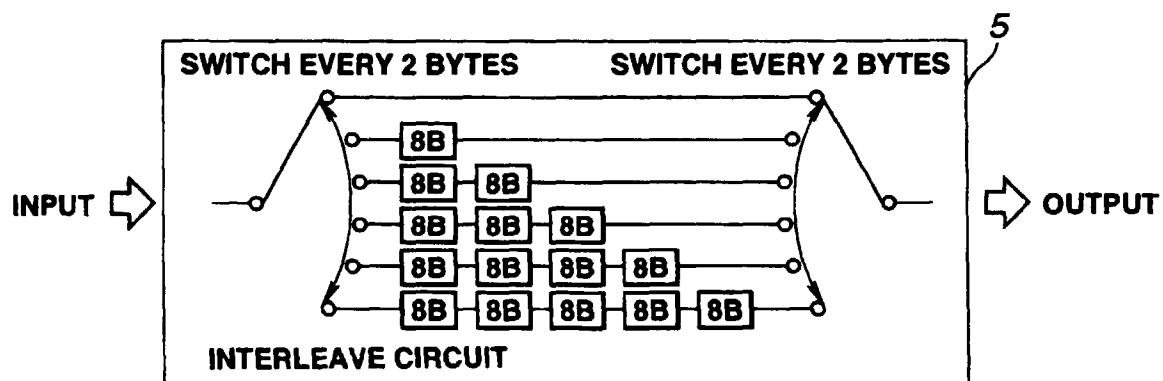 5
SWITCH EVERY 2 BYTES SWITCH EVERY 2 BYTES
8B
8B 8B
INPUT OUTPUT
8B 8B 8B
8B 8B 8B 8B
8B 8B 8B 8B 8B
INTERLEAVE CIRCUIT